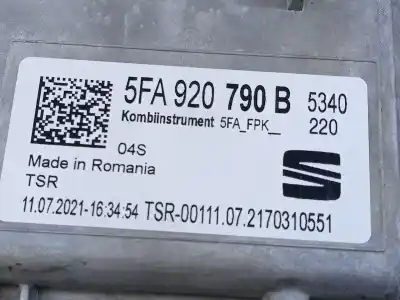 5FA 920 790 B 5340
Kombiinstrument 5FA_FPK__ 220
04S
Made in Romania
TSR
11.07.2021-16:34:54 TSR-00111.07.2170310551